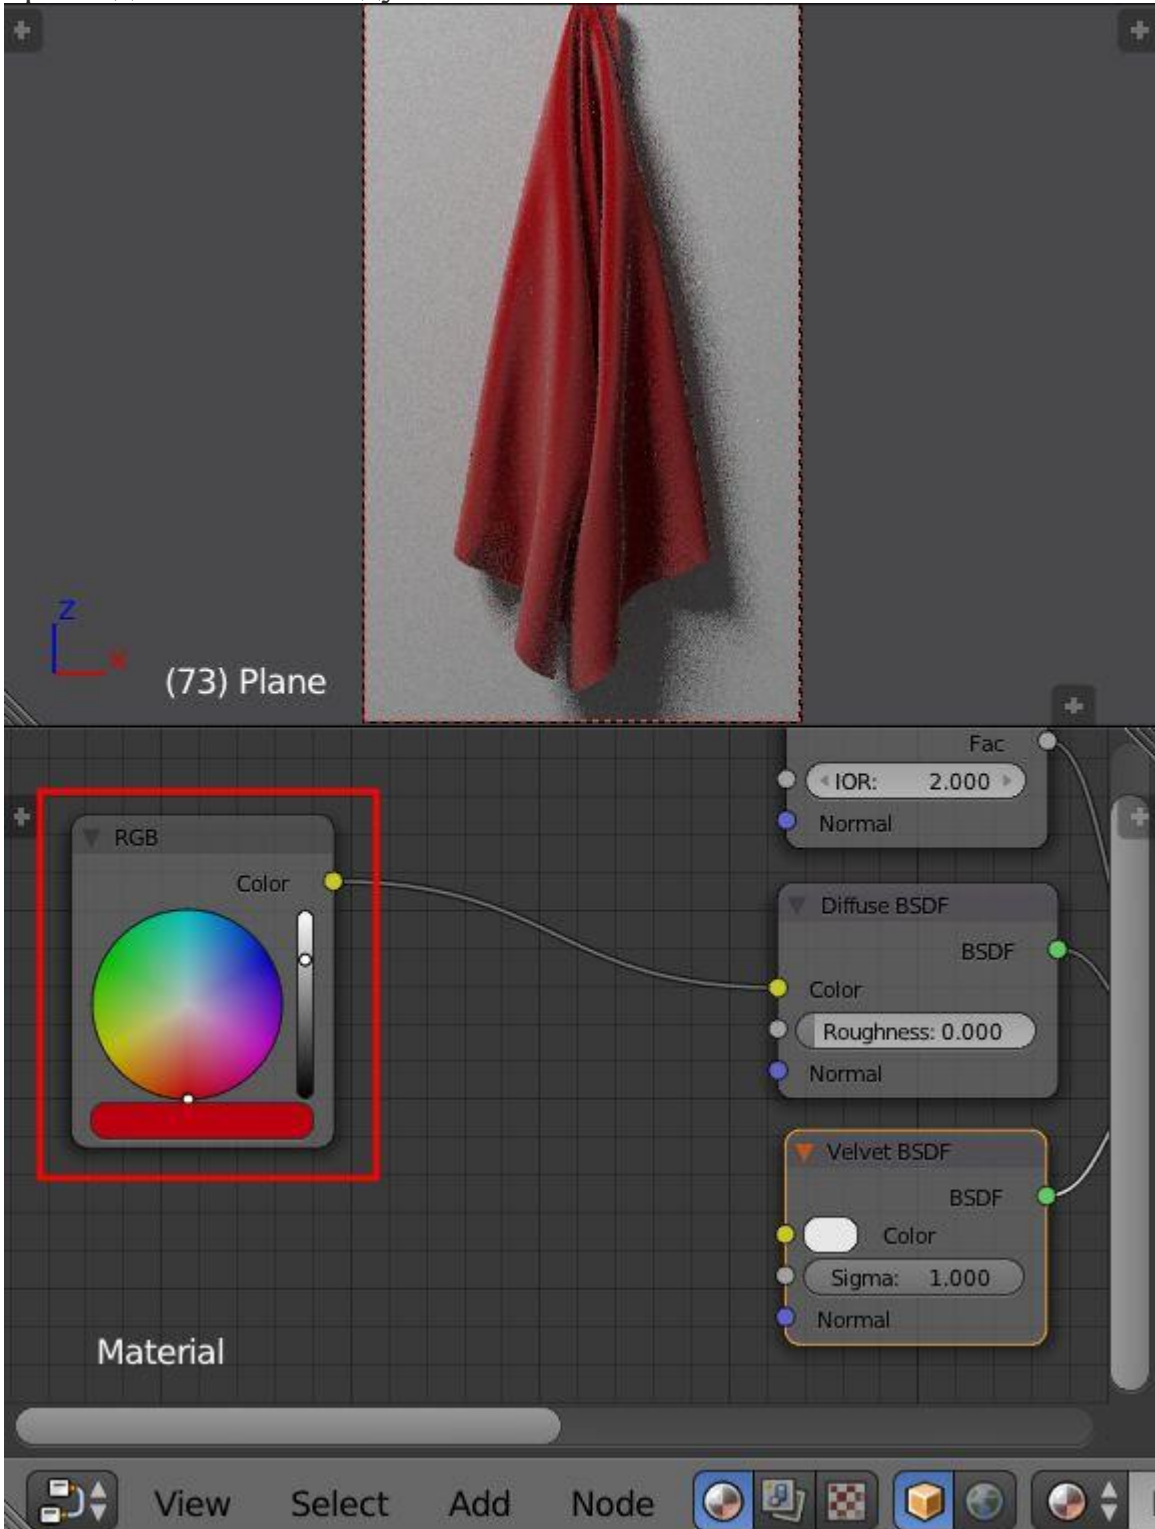 Z
X
(73) Plane
Fac
IOR: 2.000
Normal
RGB
Color
Diffuse BSDF
BSDF
Color
Roughness: 0.000
Normal
Velvet BSDF
BSDF
Color
Sigma: 1.000
Normal
Material
View Select Add Node